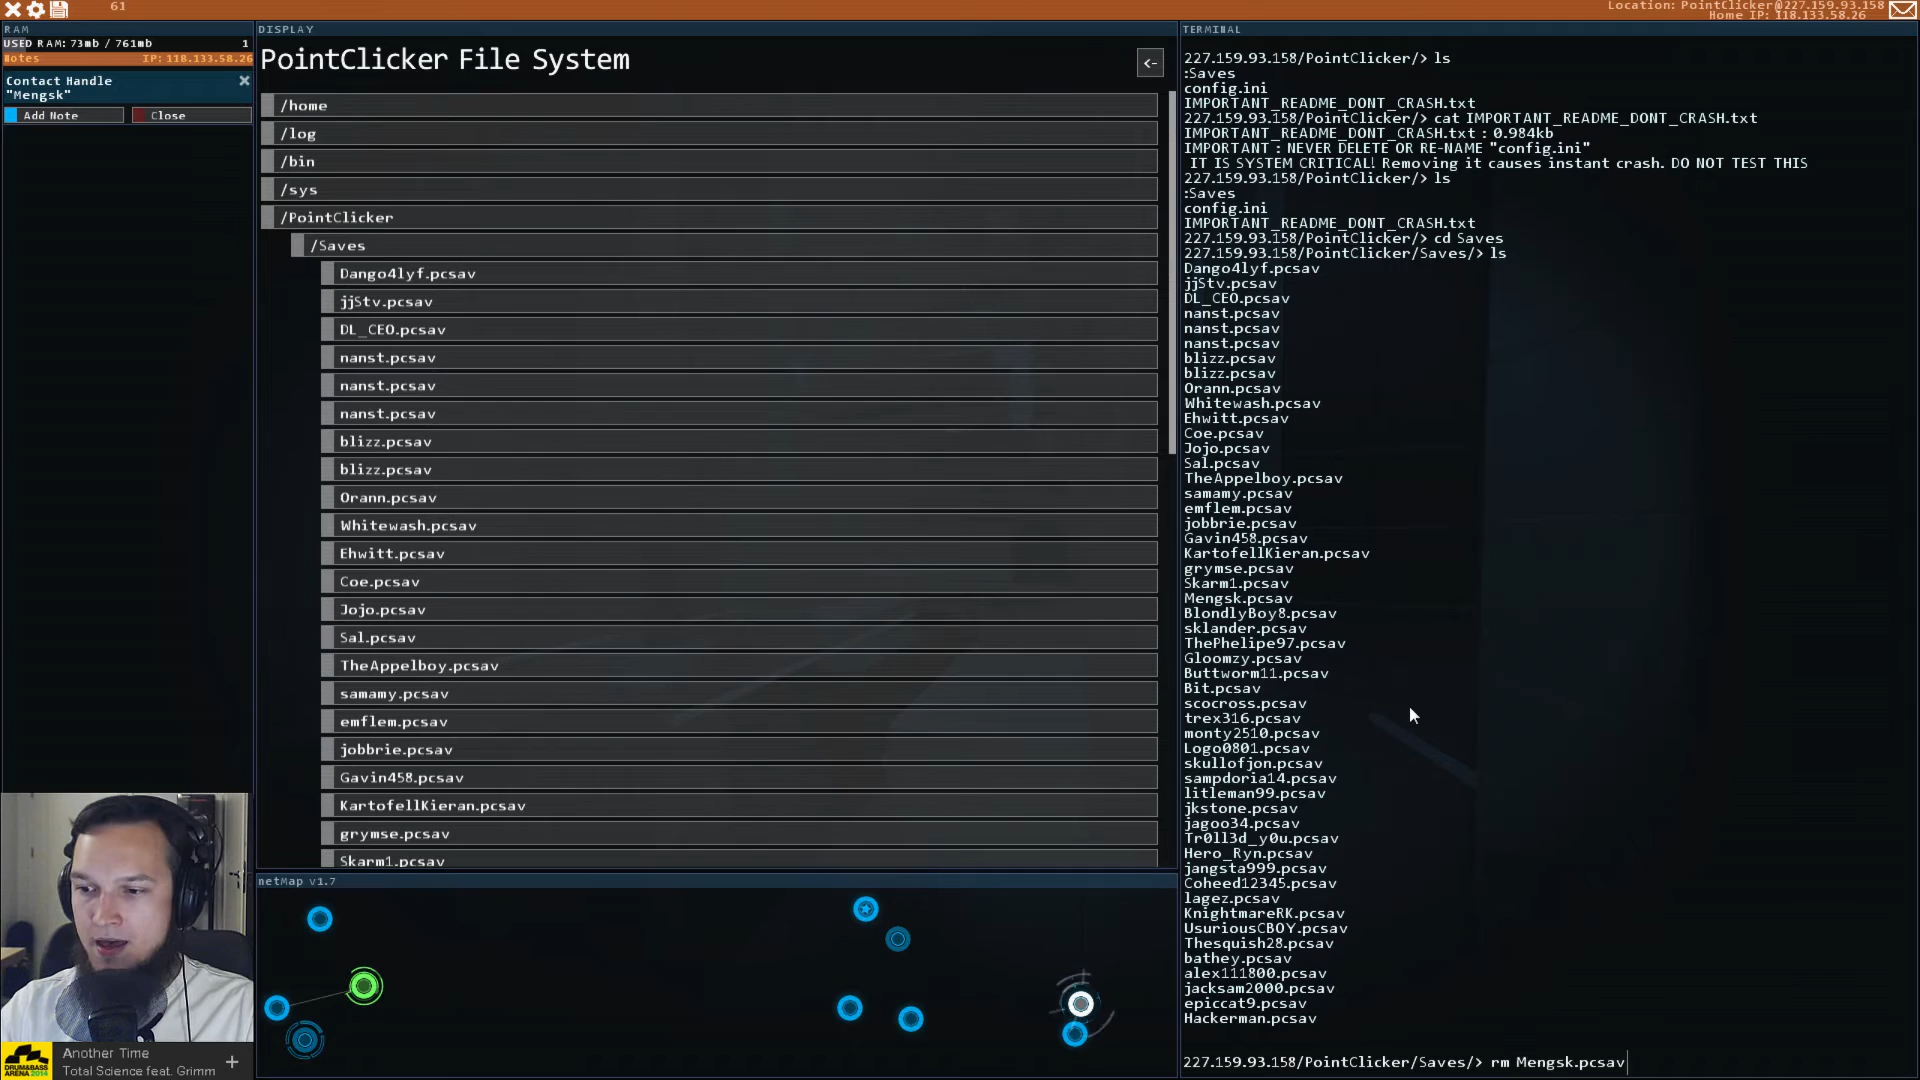 61
Location: PointClicker@227.159.93.158
Home IP: 118.133.58.26
RAM
USED RAM: 73mb / 761mb
1
Notes
IP: 118.133.58.26
Contact Handle
"Mengsk"
Add Note
Close
DISPLAY
PointClicker File System
<-
/home
/log
/bin
/sys
/PointClicker
/Saves
Dango4lyf.pcsav
jjStv.pcsav
DL_CEO.pcsav
nanst.pcsav
nanst.pcsav
nanst.pcsav
blizz.pcsav
blizz.pcsav
Orann.pcsav
Whitewash.pcsav
Ehwitt.pcsav
Coe.pcsav
Jojo.pcsav
Sal.pcsav
TheAppelboy.pcsav
samamy.pcsav
emflem.pcsav
jobbrie.pcsav
Gavin458.pcsav
KartofellKieran.pcsav
grymse.pcsav
Skarm1.pcsav
netMap v1.7
TERMINAL
227.159.93.158/PointClicker/> ls
:Saves
config.ini
IMPORTANT_README_DONT_CRASH.txt
227.159.93.158/PointClicker/> cat IMPORTANT_README_DONT_CRASH.txt
IMPORTANT_README_DONT_CRASH.txt : 0.984kb
IMPORTANT : NEVER DELETE OR RE-NAME "config.ini"
IT IS SYSTEM CRITICAL! Removing it causes instant crash. DO NOT TEST THIS
227.159.93.158/PointClicker/> ls
:Saves
config.ini
IMPORTANT_README_DONT_CRASH.txt
227.159.93.158/PointClicker/> cd Saves
227.159.93.158/PointClicker/Saves/> ls
Dango4lyf.pcsav
jjStv.pcsav
DL_CEO.pcsav
nanst.pcsav
nanst.pcsav
nanst.pcsav
blizz.pcsav
blizz.pcsav
Orann.pcsav
Whitewash.pcsav
Ehwitt.pcsav
Coe.pcsav
Jojo.pcsav
Sal.pcsav
TheAppelboy.pcsav
samamy.pcsav
emflem.pcsav
jobbrie.pcsav
Gavin458.pcsav
KartofellKieran.pcsav
grymse.pcsav
Skarm1.pcsav
Mengsk.pcsav
BlondlyBoy8.pcsav
sklander.pcsav
ThePhelipe97.pcsav
Gloomzy.pcsav
Buttworm11.pcsav
Bit.pcsav
scocross.pcsav
trex316.pcsav
monty2510.pcsav
Logo0801.pcsav
skullofjon.pcsav
sampdoria14.pcsav
litleman99.pcsav
jkstone.pcsav
jagoo34.pcsav
Tr0ll3d_y0u.pcsav
Hero_Ryn.pcsav
jangsta999.pcsav
Coheed12345.pcsav
lagez.pcsav
KnightmareRK.pcsav
UsuriousCBOY.pcsav
Thesquish28.pcsav
bathey.pcsav
alex111800.pcsav
jacksam2000.pcsav
epiccat9.pcsav
Hackerman.pcsav
227.159.93.158/PointClicker/Saves/> rm Mengsk.pcsav
DRUM&BASS
ARENA 2014
Another Time
Total Science feat. Grimm